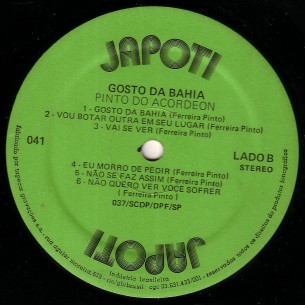 JAPOTI
GOSTO DA BAHIA
PINTO DO ACORDEON
1 - GOSTO DA BAHIA (Ferreira Pinto)
2 - VOU BOTAR OUTRA EM SEU LUGAR (Ferreira Pinto)
3 - VAI SE VER (Ferreira Pinto)
041
LADO B
STEREO
4 - EU MORRO DE PEDIR (Ferreira Pinto)
5 - NÃO SE FAZ ASSIM (Ferreira Pinto)
6 - NÃO QUERO VER VOCE SOFRER
(Ferreira Pinto)
037/SCDP/DPF/SP
JAPOTI
Indústria brasileira